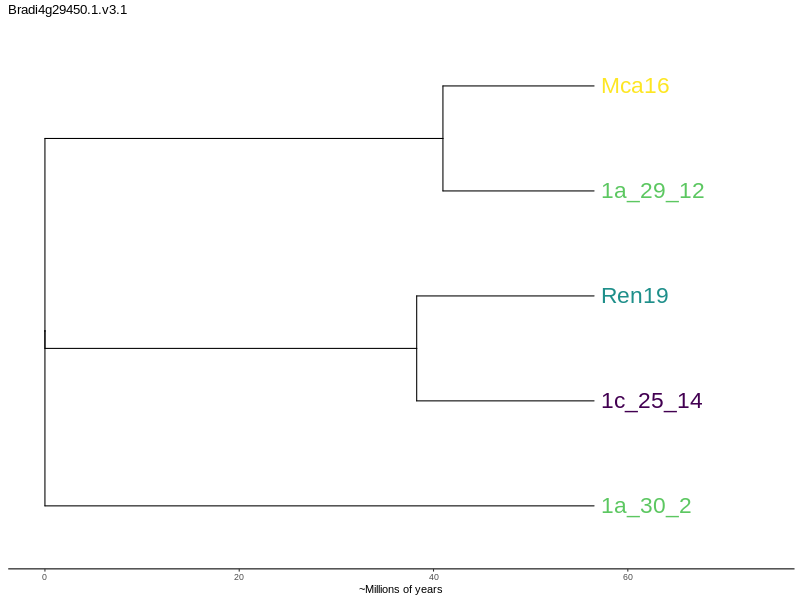 Bradi4g29450.1.v3.1
Mca16
1a_29_12
Ren19
1c_25_14
1a_30_2
0 20 40 60
~Millions of years